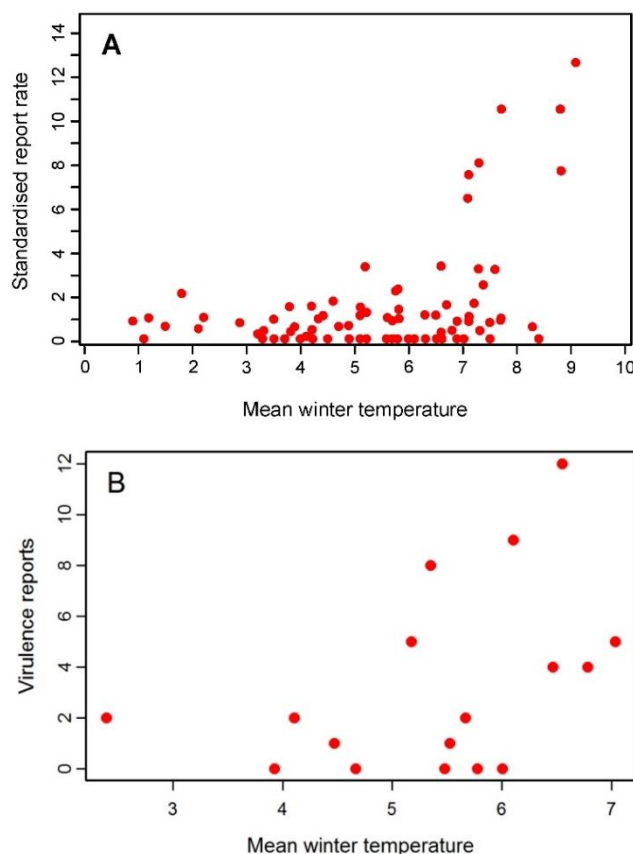 A
Standardised report rate
14
12
10
8
6
4
2
0
0 1 2 3 4 5 6 7 8 9 10
Mean winter temperature
B
Virulence reports
12
10
8
6
4
2
0
3 4 5 6 7
Mean winter temperature